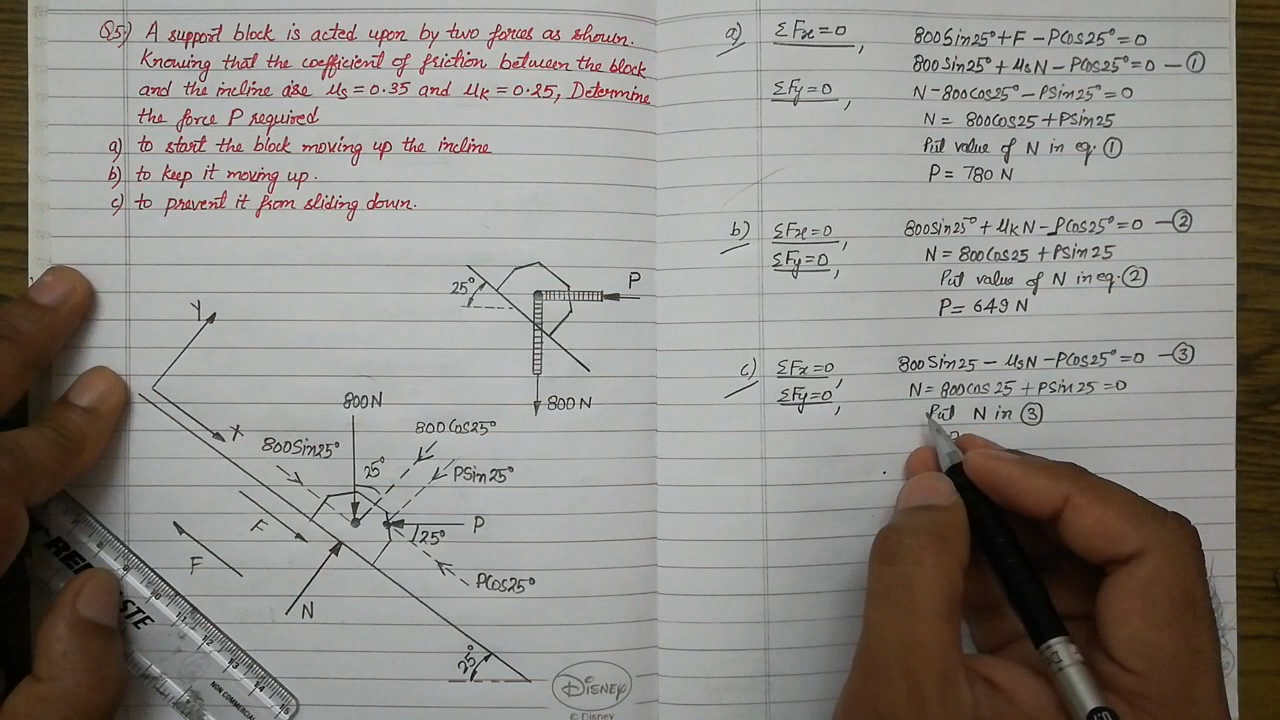 Q5) A support block is acted upon by two forces as shown.
Knowing that the coefficient of friction between the block
and the incline are μs = 0.35 and μK = 0.25, Determine
the force P required
a) to start the block moving up the incline
b) to keep it moving up.
c) to prevent it from sliding down.
25°
P
800 N
Y
X
800N
800Cos25°
800Sin25°
25°
PSin25°
P
25°
F
F
PCos25°
N
25°
DISNEY
© Disney
NON COMMERCIAL
a) ΣFx=0, 800Sin25° + F - PCos25° = 0
800Sin25° + μsN - PCos25° = 0 - ①
ΣFy=0, N - 800Cos25° - PSin25° = 0
N = 800Cos25 + PSin25
Put value of N in eq. ①
P = 780 N
b) ΣFx=0, 800Sin25° + μKN - PCos25° = 0 - ②
ΣFy=0, N = 800Cos25 + PSin25
Put value of N in eq. ②
P = 649 N
c) ΣFx=0, 800Sin25 - μsN - PCos25° = 0 - ③
ΣFy=0, N = 800Cos25 + PSin25 = 0
Put N in ③